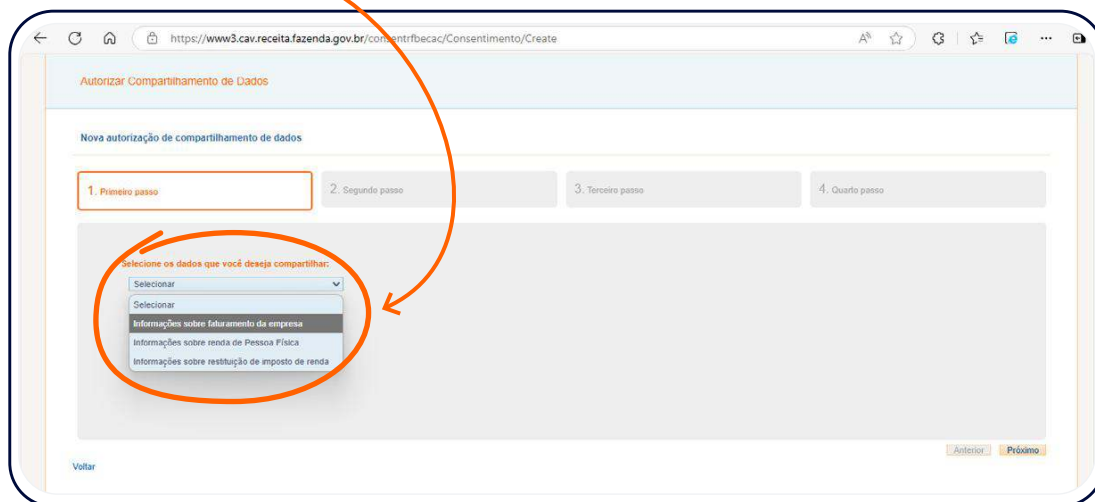 https://www3.cav.receita.fazenda.gov.br/consentrfbecac/Consentimento/Create
Autorizar Compartilhamento de Dados
Nova autorização de compartilhamento de dados
1. Primeiro passo
2. Segundo passo
3. Terceiro passo
4. Quarto passo
Selecione os dados que você deseja compartilhar:
Selecionar
Selecionar
Informações sobre faturamento da empresa
Informações sobre renda de Pessoa Física
Informações sobre restituição de imposto de renda
Anterior Próximo
Voltar